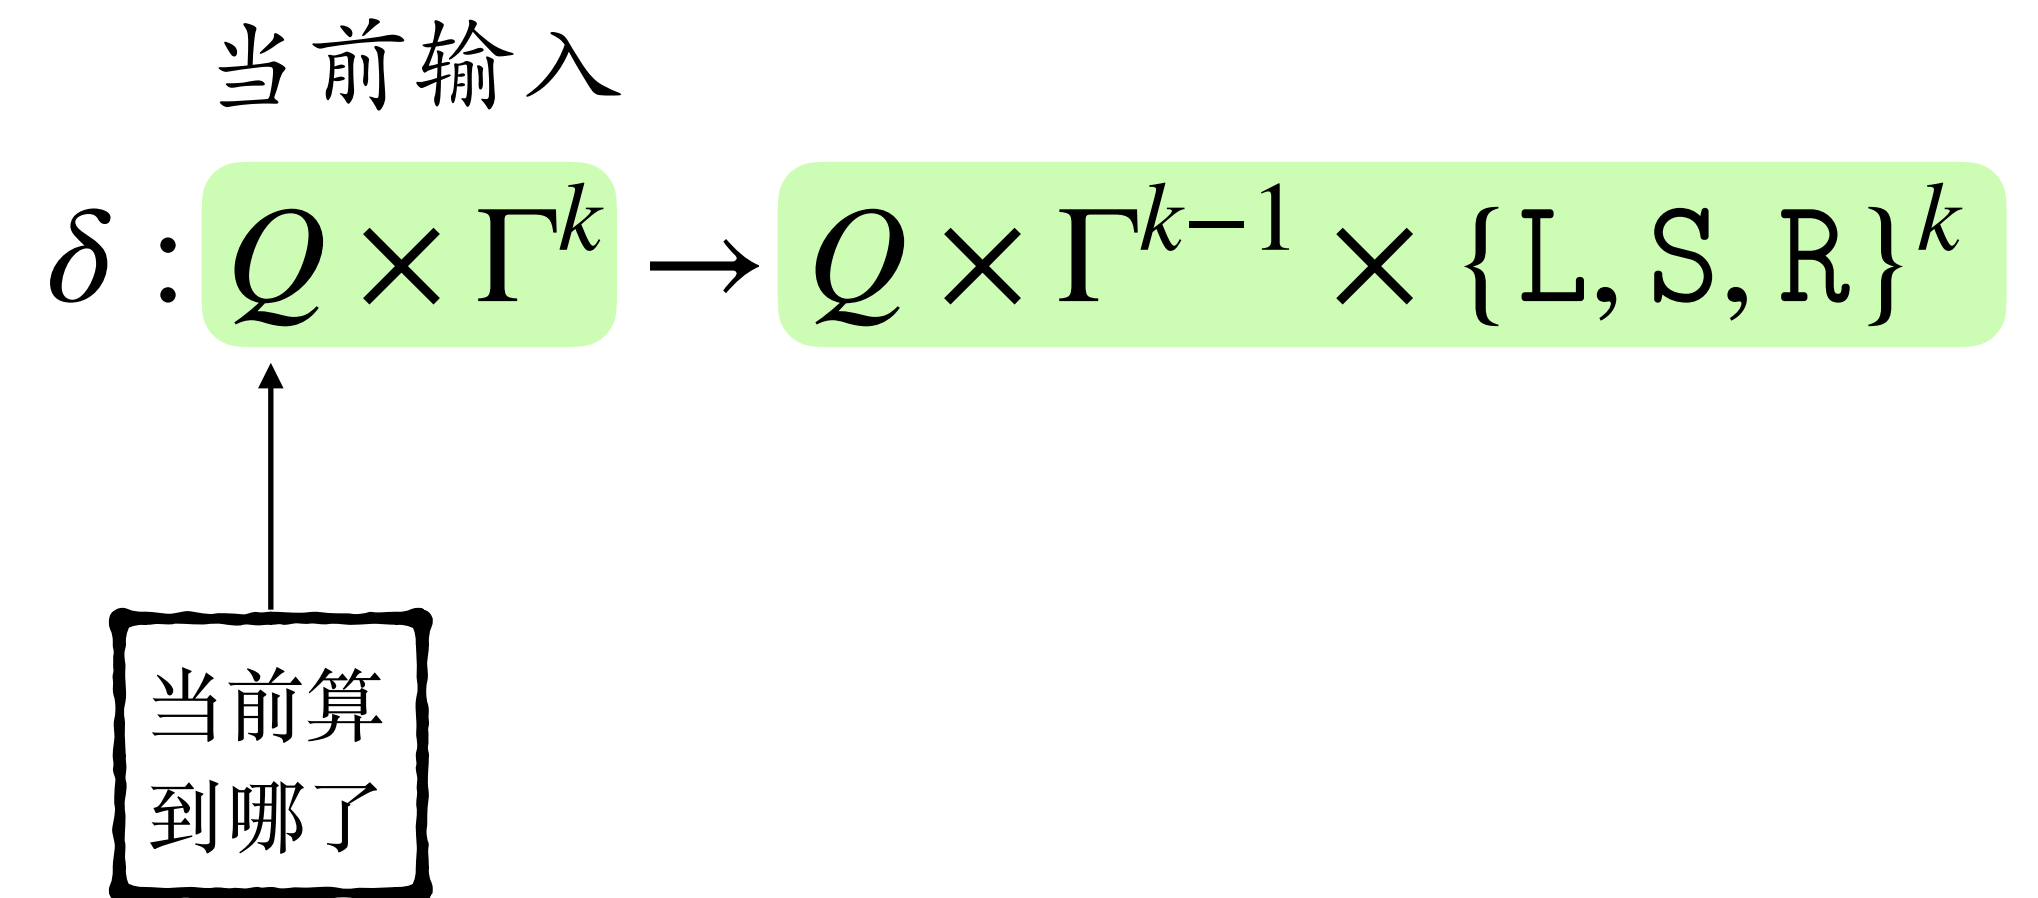 当前输入
δ : Q × Γ^k → Q × Γ^{k−1} × {L, S, R}^k
当前算
到哪了